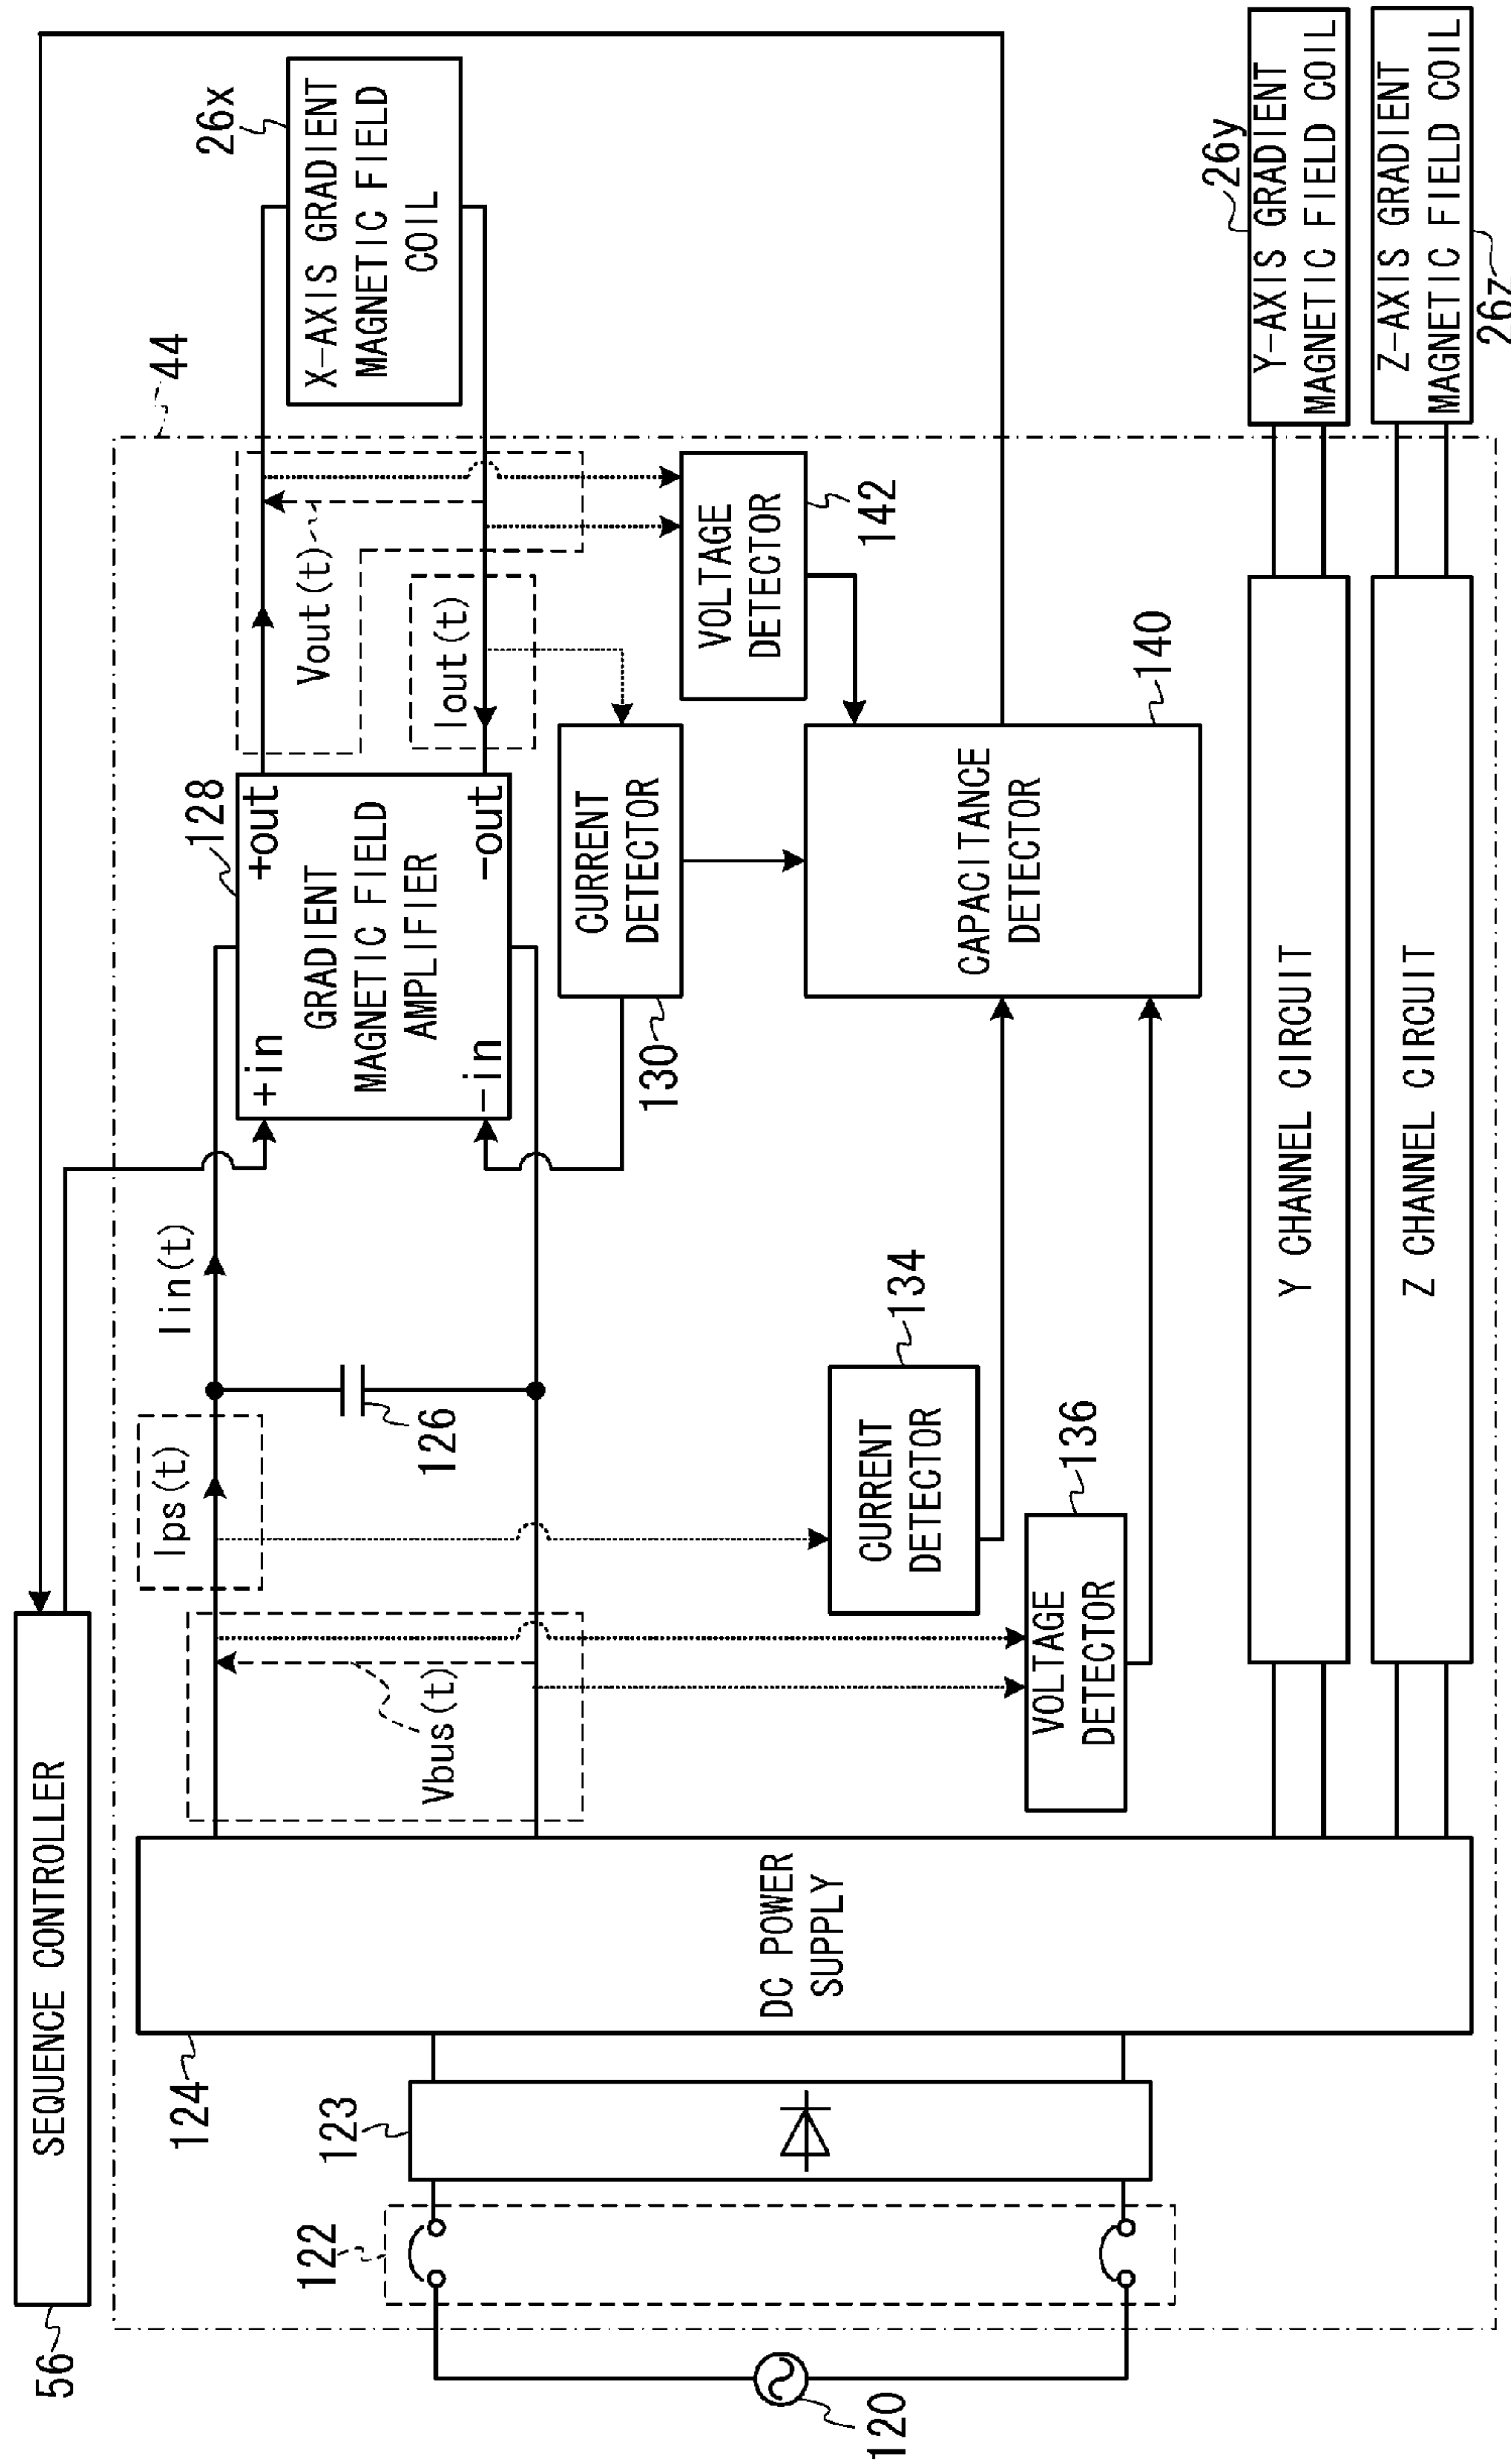 56
SEQUENCE CONTROLLER
44
120
122
123
124
DC POWER
SUPPLY
Vbus(t)
Ips(t)
126
Iin(t)
128
+in
-in
GRADIENT
MAGNETIC FIELD
AMPLIFIER
+out
-out
Vout(t)
Iout(t)
26x
X-AXIS GRADIENT
MAGNETIC FIELD
COIL
CURRENT
DETECTOR
130
VOLTAGE
DETECTOR
142
CURRENT
DETECTOR
134
VOLTAGE
DETECTOR
136
CAPACITANCE
DETECTOR
140
Y CHANNEL CIRCUIT
26y
Y-AXIS GRADIENT
MAGNETIC FIELD COIL
Z CHANNEL CIRCUIT
Z-AXIS GRADIENT
MAGNETIC FIELD COIL
26z